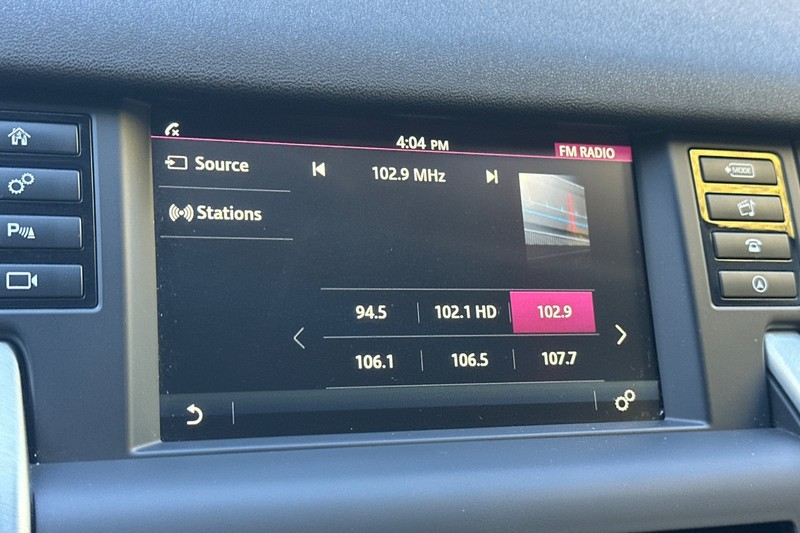 4:04 PM
FM RADIO
Source
102.9 MHz
Stations
94.5
102.1 HD
102.9
106.1
106.5
107.7
P
MODE